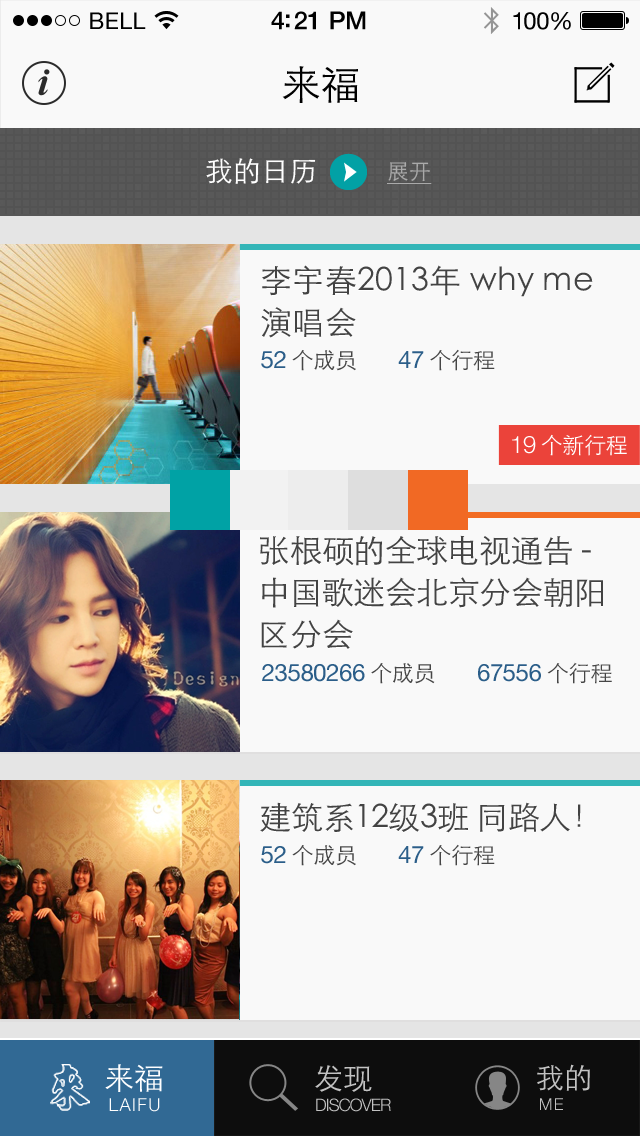 BELL 4:21 PM 100%
来福
我的日历 展开
李宇春2013年 why me
演唱会
52 个成员 47 个行程
19 个新行程
张根硕的全球电视通告 -
中国歌迷会北京分会朝阳
区分会
23580266 个成员 67556 个行程
Design
建筑系12级3班 同路人！
52 个成员 47 个行程
来福 发现 我的
LAIFU DISCOVER ME